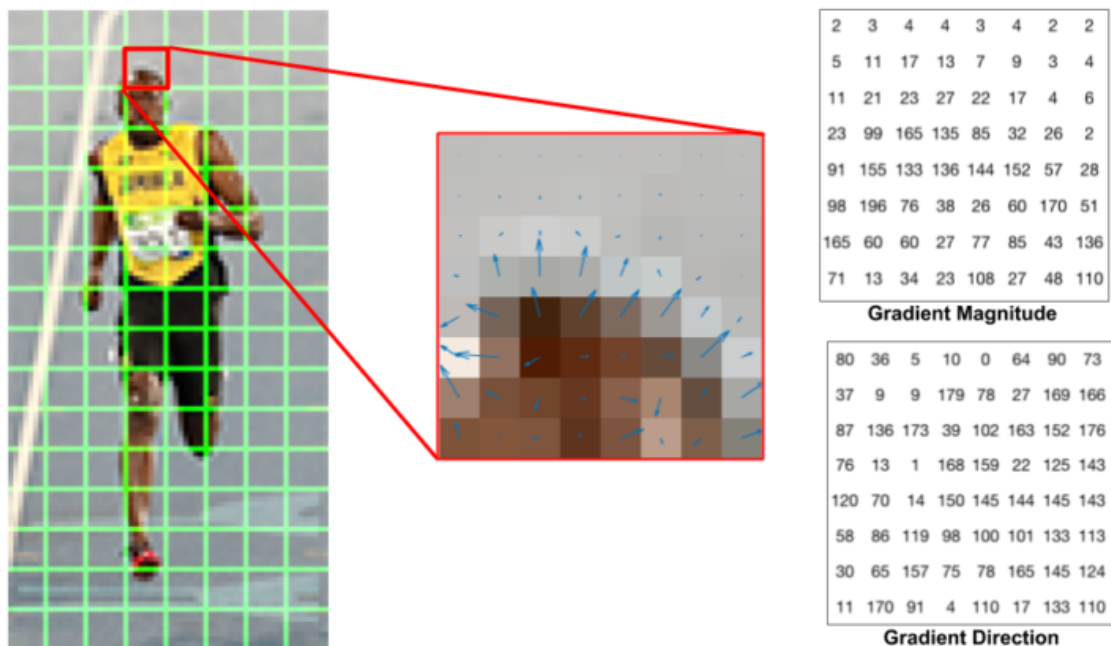 2 3 4 4 3 4 2 2
5 11 17 13 7 9 3 4
11 21 23 27 22 17 4 6
23 99 165 135 85 32 26 2
91 155 133 136 144 152 57 28
98 196 76 38 26 60 170 51
165 60 60 27 77 85 43 136
71 13 34 23 108 27 48 110
Gradient Magnitude
80 36 5 10 0 64 90 73
37 9 9 179 78 27 169 166
87 136 173 39 102 163 152 176
76 13 1 168 159 22 125 143
120 70 14 150 145 144 145 143
58 86 119 98 100 101 133 113
30 65 157 75 78 165 145 124
11 170 91 4 110 17 133 110
Gradient Direction